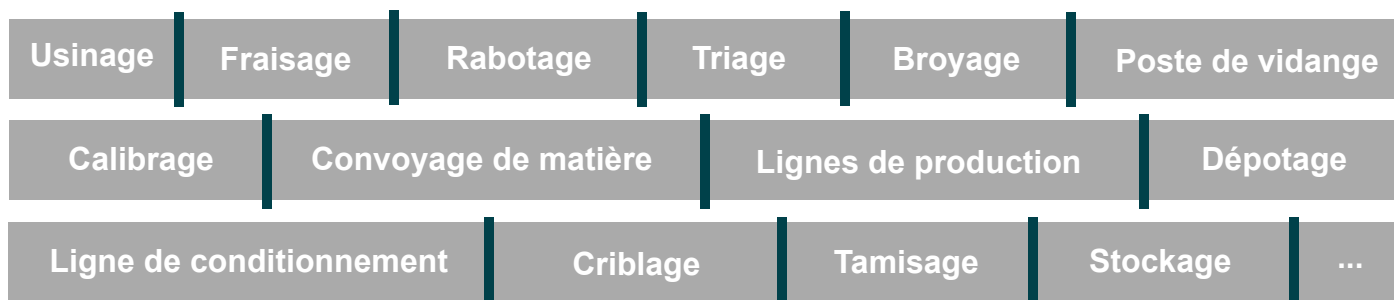 Usinage Fraisage Rabotage Triage Broyage Poste de vidange
Calibrage Convoyage de matière Lignes de production Dépotage
Ligne de conditionnement Criblage Tamisage Stockage ...